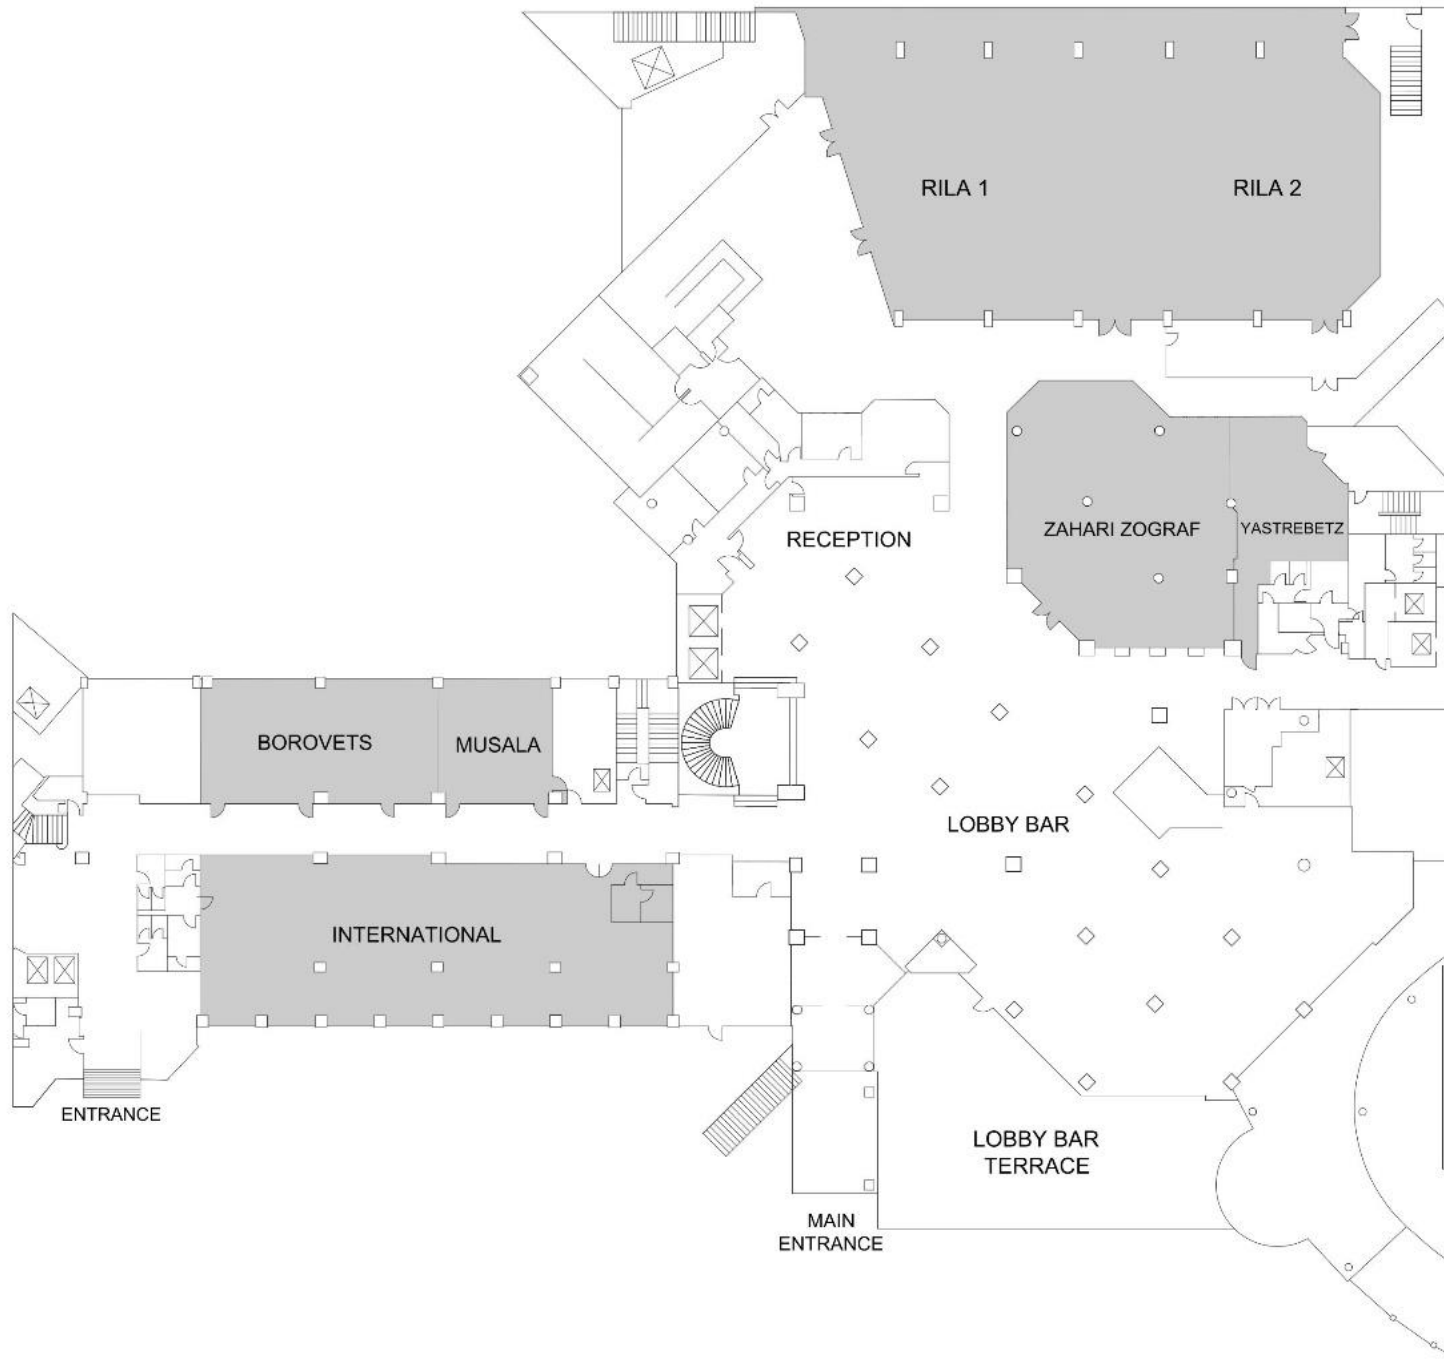 RILA 1
RILA 2
RECEPTION
ZAHARI ZOGRAF
YASTREBETZ
BOROVETS
MUSALA
LOBBY BAR
INTERNATIONAL
ENTRANCE
LOBBY BAR
TERRACE
MAIN
ENTRANCE